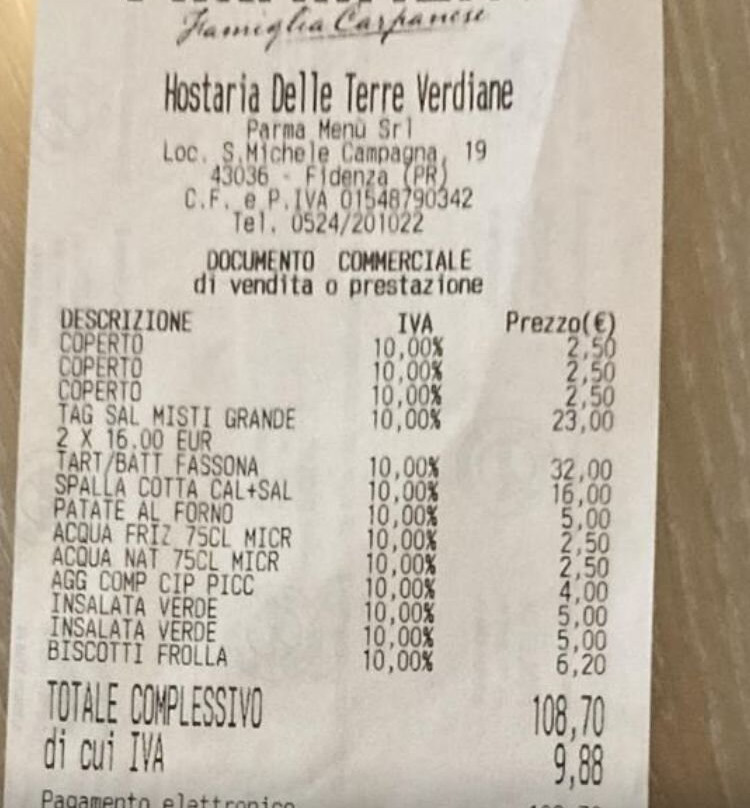 Famiglia Carpanese
Hostaria Delle Terre Verdiane
Parma Menù Srl
Loc. S.Michele Campagna, 19
43036 - Fidenza (PR)
C.F. e P.IVA 01548790342
Tel. 0524/201022
DOCUMENTO COMMERCIALE
di vendita o prestazione
DESCRIZIONE IVA Prezzo(€)
COPERTO 10,00% 2,50
COPERTO 10,00% 2,50
COPERTO 10,00% 2,50
TAG SAL MISTI GRANDE 10,00% 23,00
2 X 16.00 EUR
TART/BATT FASSONA 10,00% 32,00
SPALLA COTTA CAL+SAL 10,00% 16,00
PATATE AL FORNO 10,00% 5,00
ACQUA FRIZ 75CL MICR 10,00% 2,50
ACQUA NAT 75CL MICR 10,00% 2,50
AGG COMP CIP PICC 10,00% 4,00
INSALATA VERDE 10,00% 5,00
INSALATA VERDE 10,00% 5,00
BISCOTTI FROLLA 10,00% 6,20
TOTALE COMPLESSIVO 108,70
di cui IVA 9,88
Pagamento elettronico